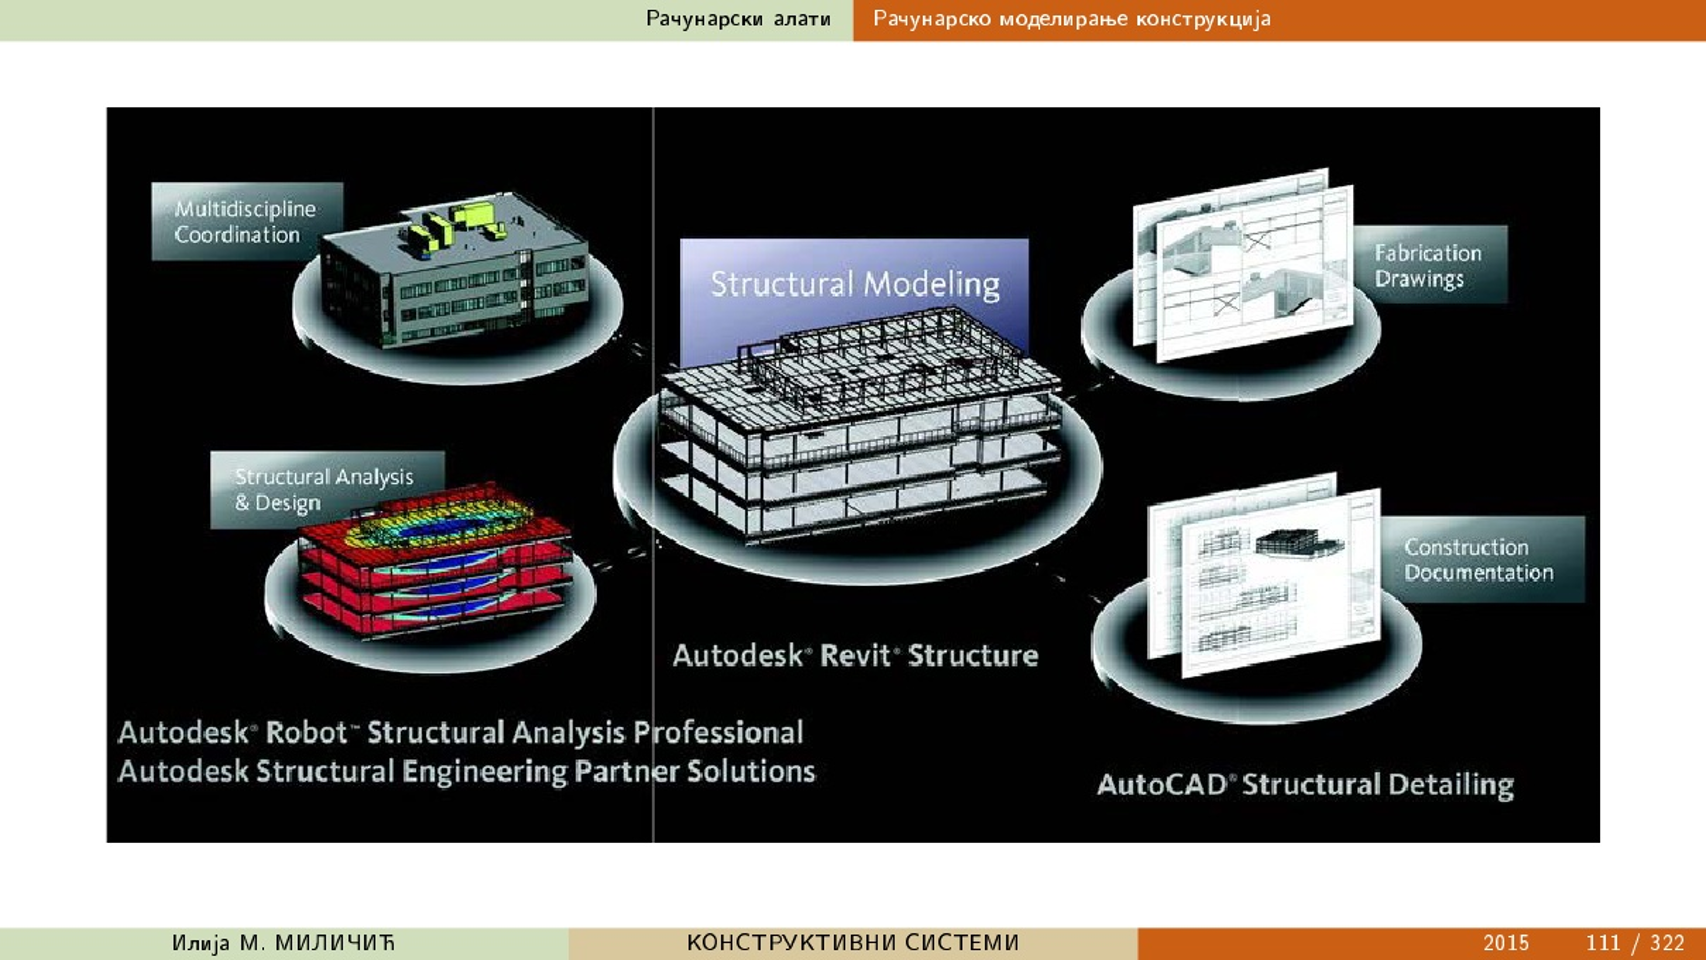 Рачунарски алати
Рачунарско моделирање конструкција
Multidiscipline
Coordination
Structural Modeling
Fabrication
Drawings
Structural Analysis
& Design
Construction
Documentation
Autodesk® Revit® Structure
Autodesk® Robot™ Structural Analysis Professional
Autodesk Structural Engineering Partner Solutions
AutoCAD® Structural Detailing
Илија М. МИЛИЧИЋ
КОНСТРУКТИВНИ СИСТЕМИ
2015
111 / 322